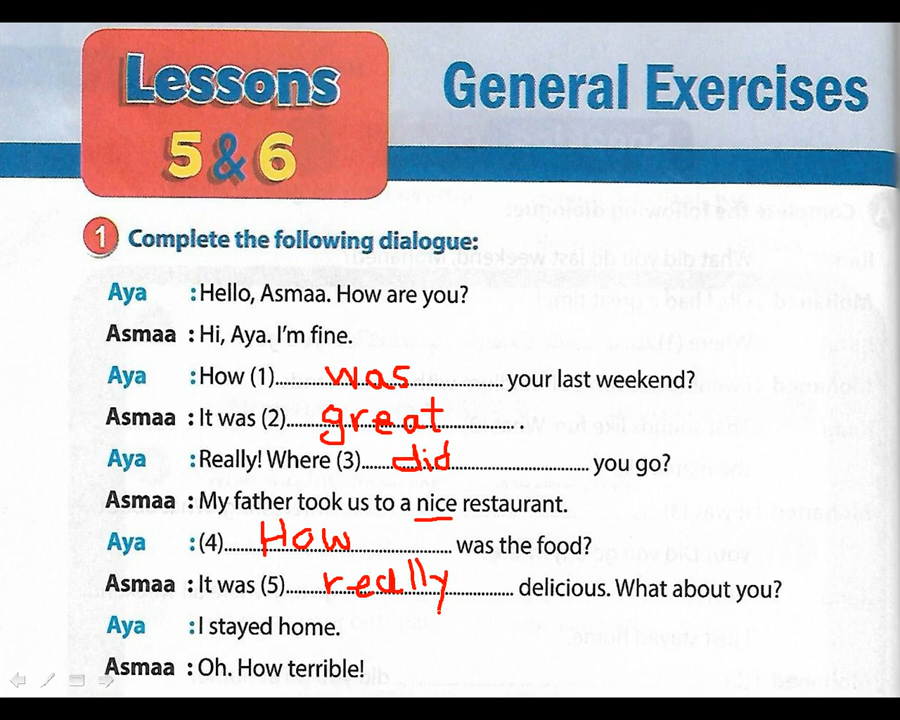 Lessons
5 & 6
General Exercises
1 Complete the following dialogue:
Aya : Hello, Asmaa. How are you?
Asmaa : Hi, Aya. I'm fine.
Aya : How (1) was your last weekend?
Asmaa : It was (2) great .
Aya : Really! Where (3) did you go?
Asmaa : My father took us to a nice restaurant.
Aya : (4) How was the food?
Asmaa : It was (5) really delicious. What about you?
Aya : I stayed home.
Asmaa : Oh. How terrible!